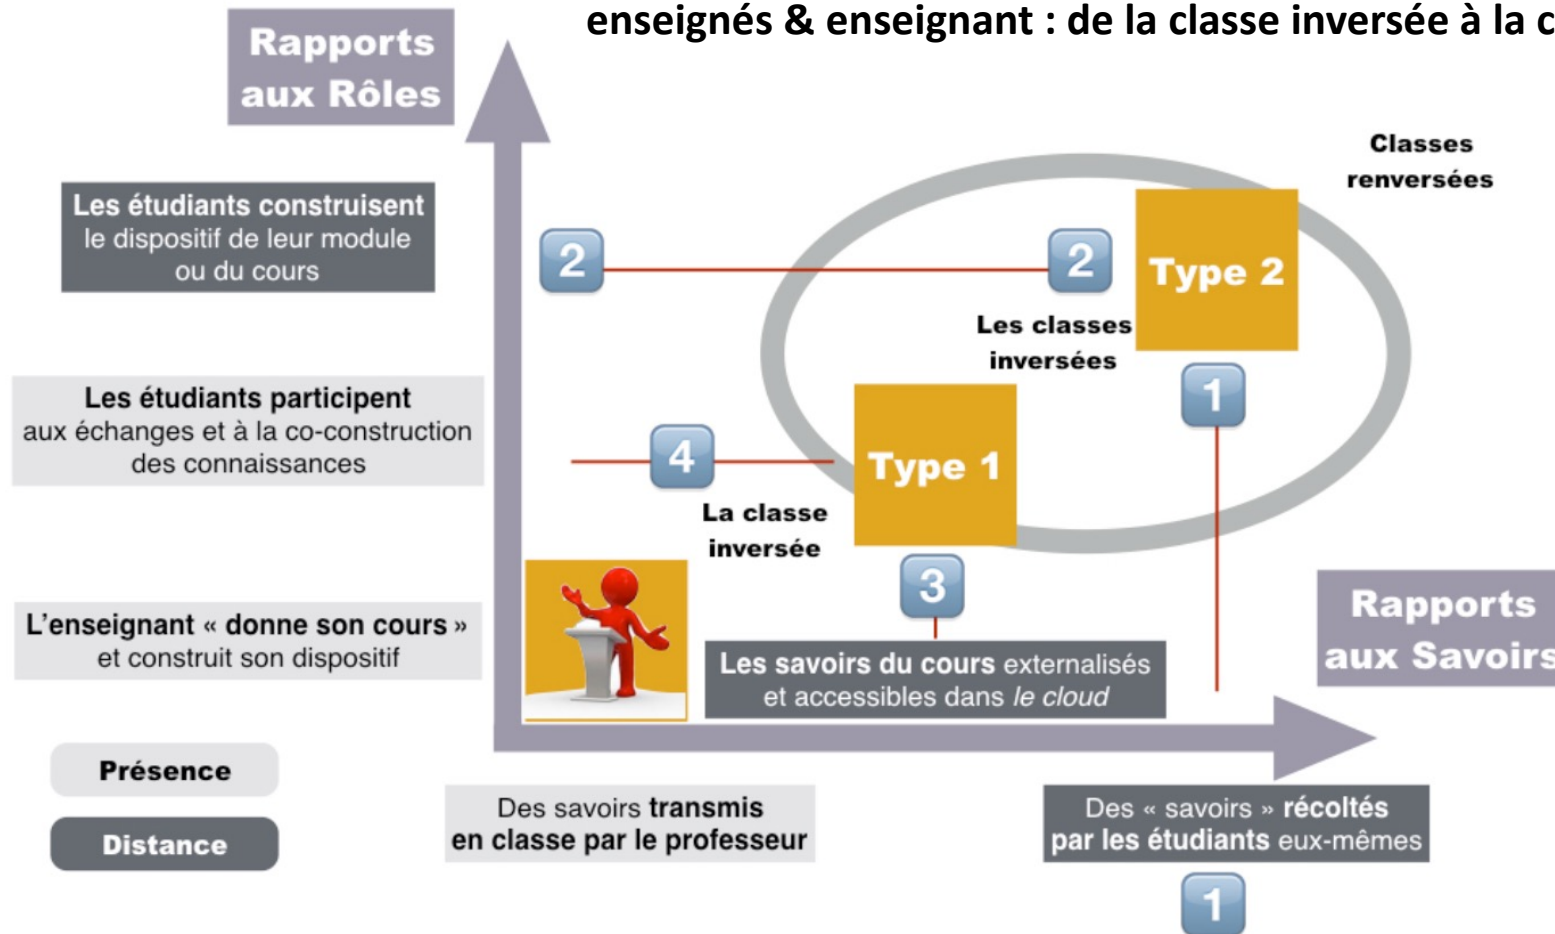 enseignés & enseignant : de la classe inversée à la c
Rapports
aux Rôles
Classes
renversées
Les étudiants construisent
le dispositif de leur module
ou du cours
2
2
Type 2
Les classes
inversées
1
Les étudiants participent
aux échanges et à la co-construction
des connaissances
4
Type 1
La classe
inversée
3
L'enseignant « donne son cours »
et construit son dispositif
Les savoirs du cours externalisés
et accessibles dans le cloud
Rapports
aux Savoirs
Présence
Distance
Des savoirs transmis
en classe par le professeur
Des « savoirs » récoltés
par les étudiants eux-mêmes
1